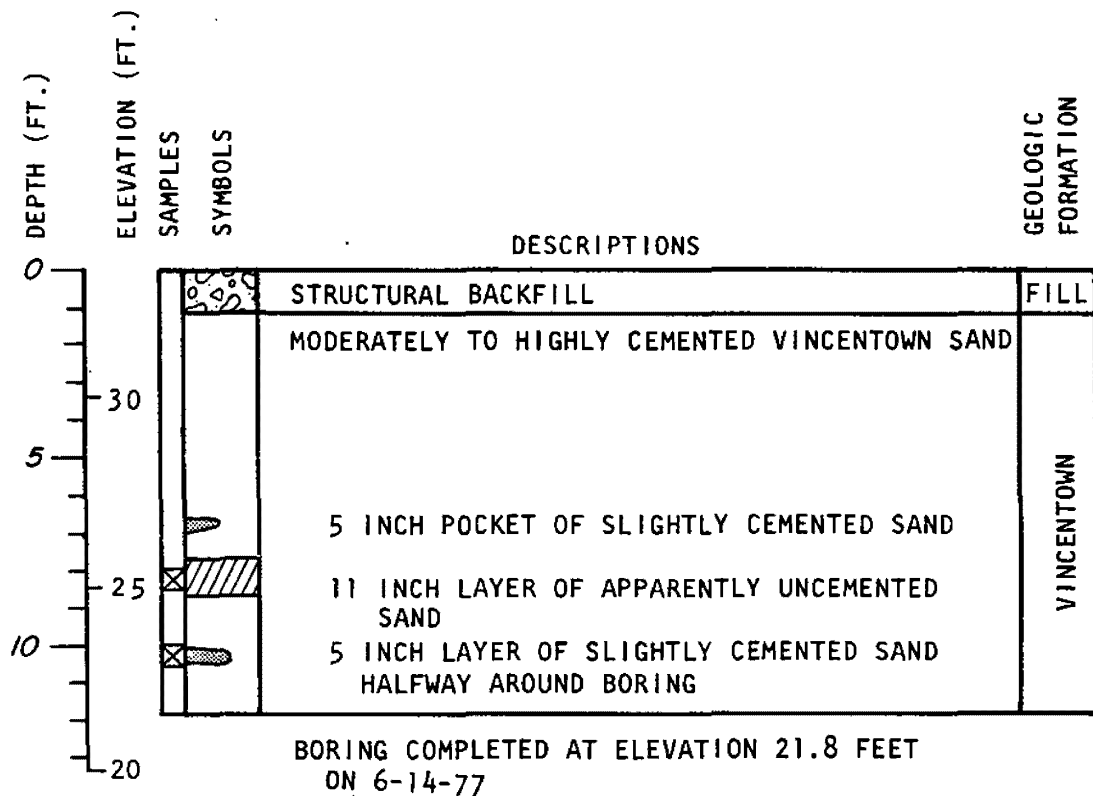 DEPTH (FT.)
ELEVATION (FT.)
SAMPLES
SYMBOLS
DESCRIPTIONS
GEOLOGIC
FORMATION
0
STRUCTURAL BACKFILL
FILL
MODERATELY TO HIGHLY CEMENTED VINCENTOWN SAND
30
5
VINCENTOWN
5 INCH POCKET OF SLIGHTLY CEMENTED SAND
25
11 INCH LAYER OF APPARENTLY UNCEMENTED
SAND
10
5 INCH LAYER OF SLIGHTLY CEMENTED SAND
HALFWAY AROUND BORING
20
BORING COMPLETED AT ELEVATION 21.8 FEET
ON 6-14-77